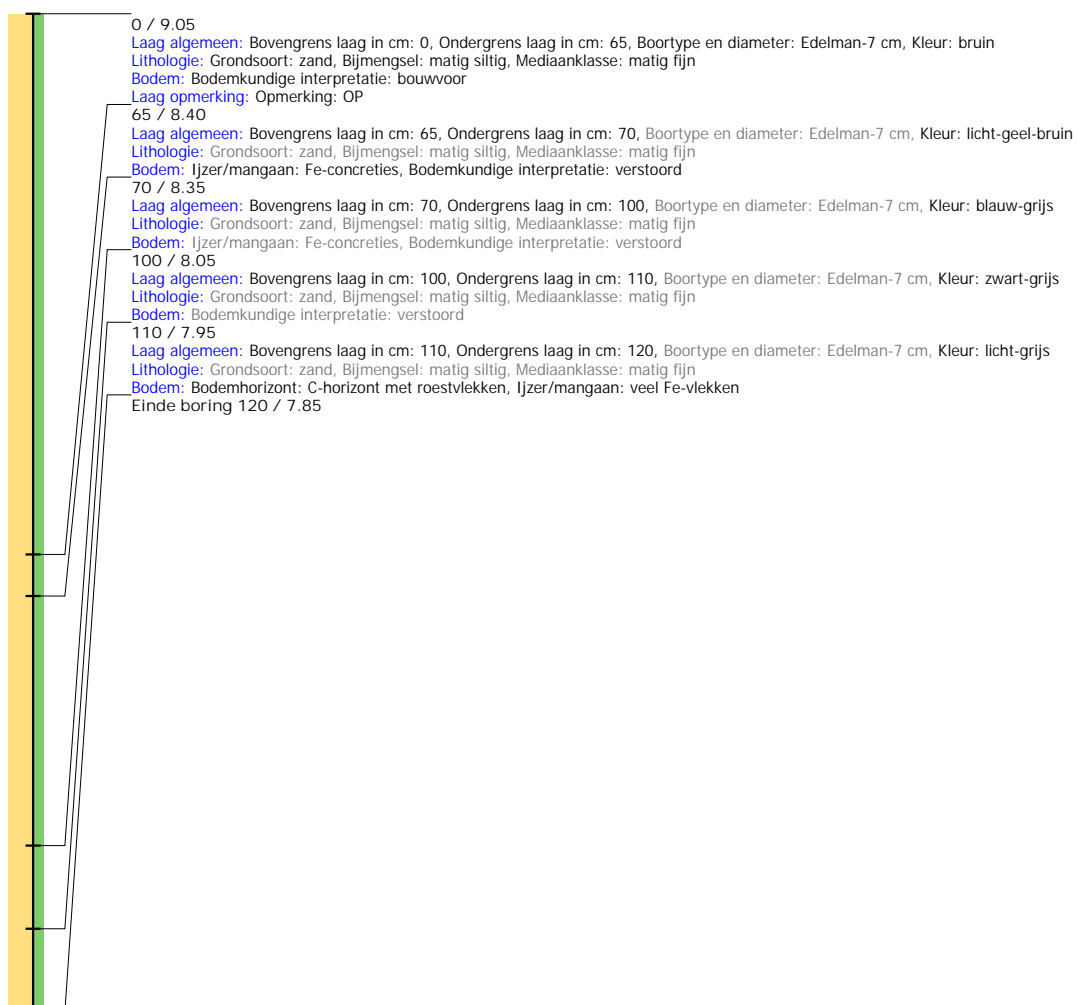 0 / 9.05
Laag algemeen: Bovengrens laag in cm: 0, Ondergrens laag in cm: 65, Boortype en diameter: Edelman-7 cm, Kleur: bruin
Lithologie: Grondsoort: zand, Bijmengsel: matig siltig, Mediaanklasse: matig fijn
Bodem: Bodemkundige interpretatie: bouwvoor
Laag opmerking: Opmerking: OP
65 / 8.40
Laag algemeen: Bovengrens laag in cm: 65, Ondergrens laag in cm: 70, Boortype en diameter: Edelman-7 cm, Kleur: licht-geel-bruin
Lithologie: Grondsoort: zand, Bijmengsel: matig siltig, Mediaanklasse: matig fijn
Bodem: Ijzer/mangaan: Fe-concreties, Bodemkundige interpretatie: verstoord
70 / 8.35
Laag algemeen: Bovengrens laag in cm: 70, Ondergrens laag in cm: 100, Boortype en diameter: Edelman-7 cm, Kleur: blauw-grijs
Lithologie: Grondsoort: zand, Bijmengsel: matig siltig, Mediaanklasse: matig fijn
Bodem: Ijzer/mangaan: Fe-concreties, Bodemkundige interpretatie: verstoord
100 / 8.05
Laag algemeen: Bovengrens laag in cm: 100, Ondergrens laag in cm: 110, Boortype en diameter: Edelman-7 cm, Kleur: zwart-grijs
Lithologie: Grondsoort: zand, Bijmengsel: matig siltig, Mediaanklasse: matig fijn
Bodem: Bodemkundige interpretatie: verstoord
110 / 7.95
Laag algemeen: Bovengrens laag in cm: 110, Ondergrens laag in cm: 120, Boortype en diameter: Edelman-7 cm, Kleur: licht-grijs
Lithologie: Grondsoort: zand, Bijmengsel: matig siltig, Mediaanklasse: matig fijn
Bodem: Bodemhorizont: C-horizont met roestvlekken, Ijzer/mangaan: veel Fe-vlekken
Einde boring 120 / 7.85